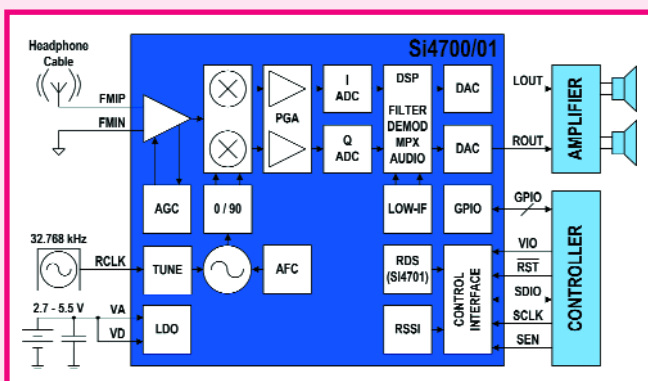 Si4700/01
Headphone
Cable
FMIP
FMIN
PGA
I
ADC
Q
ADC
DSP
FILTER
DEMOD
MPX
AUDIO
DAC
DAC
LOUT
ROUT
AMPLIFIER
AGC
0 / 90
LOW-IF
GPIO
GPIO
32.768 kHz
RCLK
TUNE
AFC
RDS
(Si4701)
CONTROL
INTERFACE
VIO
RST
SDIO
SCLK
SEN
CONTROLLER
2.7 - 5.5 V
VA
VD
LDO
RSSI